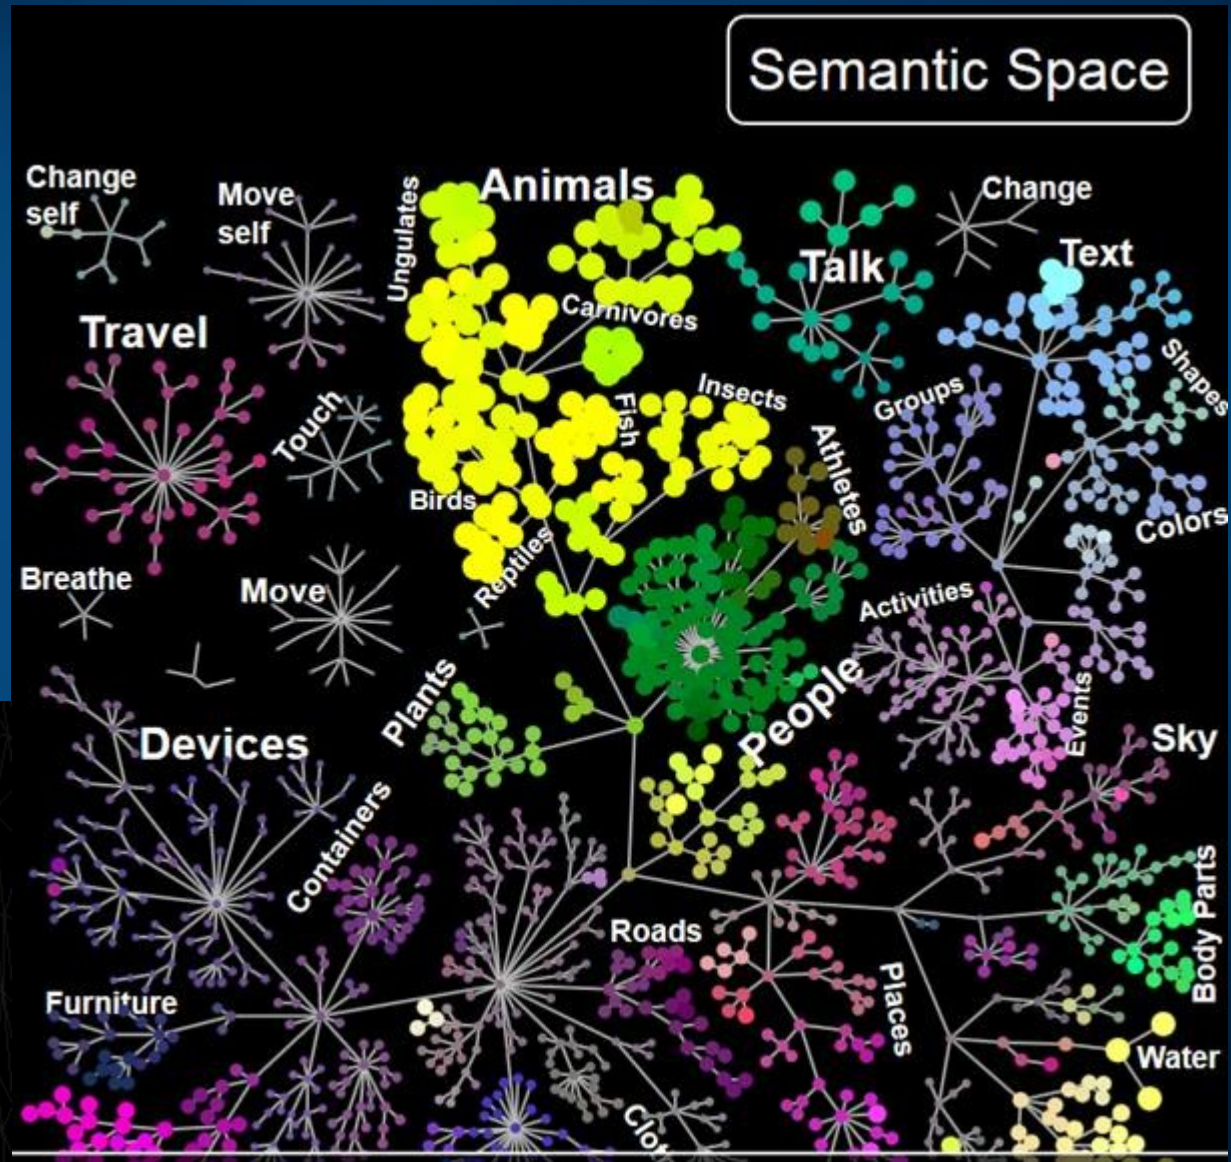 Semantic Space
Change
self
Move
self
Ungulates
Animals
Talk
Change
Text
Carnivores
Travel
Touch
Fish
Insects
Athletes
Groups
Shapes
Birds
Reptiles
Colors
Breathe
Move
Activities
Plants
People
Events
Devices
Containers
Sky
Roads
Places
Body Parts
Furniture
Water